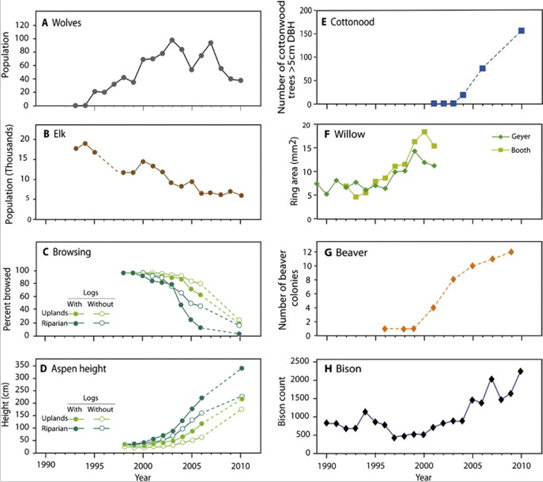 A Wolves
Population
120
100
80
60
40
20
0
B Elk
Population (Thousands)
20
15
10
5
0
C Browsing
Percent browsed
100
80
60
40
20
0
Logs
With Without
Uplands
Riparian
D Aspen height
Height (cm)
350
300
250
200
150
100
50
0
Logs
With Without
Uplands
Riparian
1990 1995 2000 2005 2010
Year
E Cottonood
Number of cottonwood
trees >5cm DBH
200
150
100
50
0
F Willow
Ring area (mm2)
20
15
10
5
0
Geyer
Booth
G Beaver
Number of beaver
colonies
12
10
8
6
4
2
0
H Bison
Bison count
2500
2000
1500
1000
500
0
1990 1995 2000 2005 2010
Year